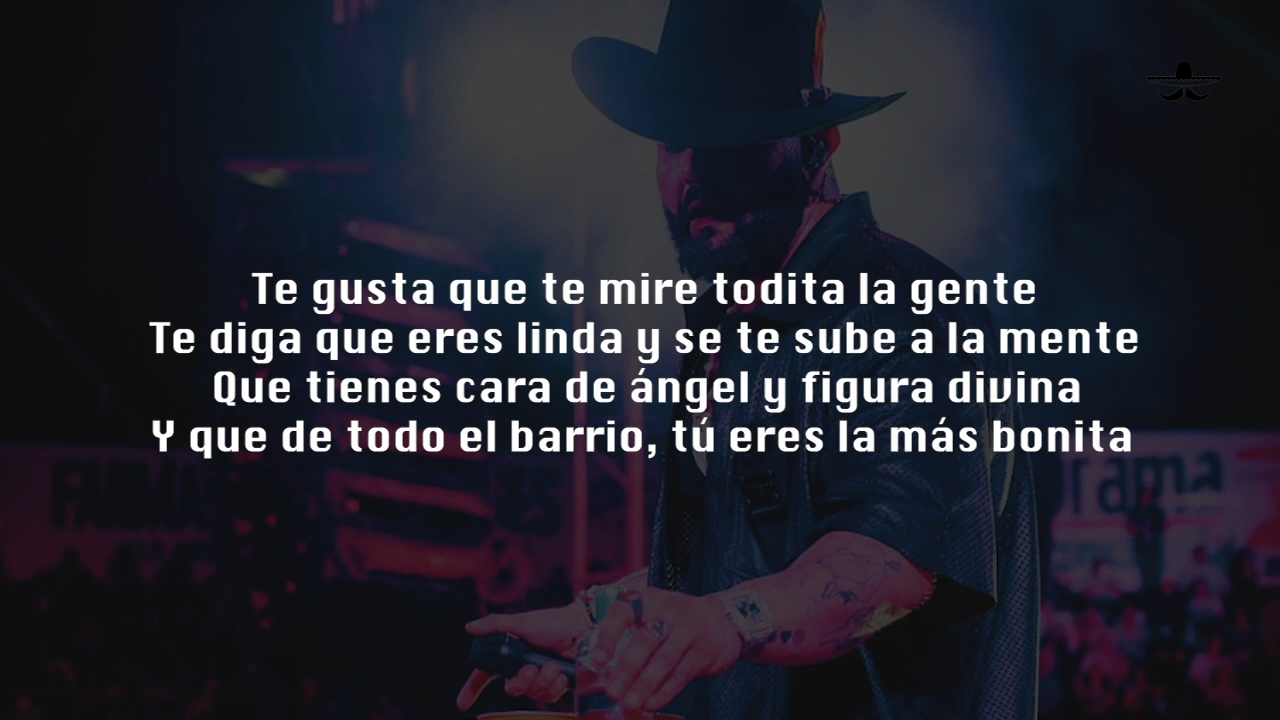 Te gusta que te mire todita la gente
Te diga que eres linda y se te sube a la mente
Que tienes cara de ángel y figura divina
Y que de todo el barrio, tú eres la más bonita